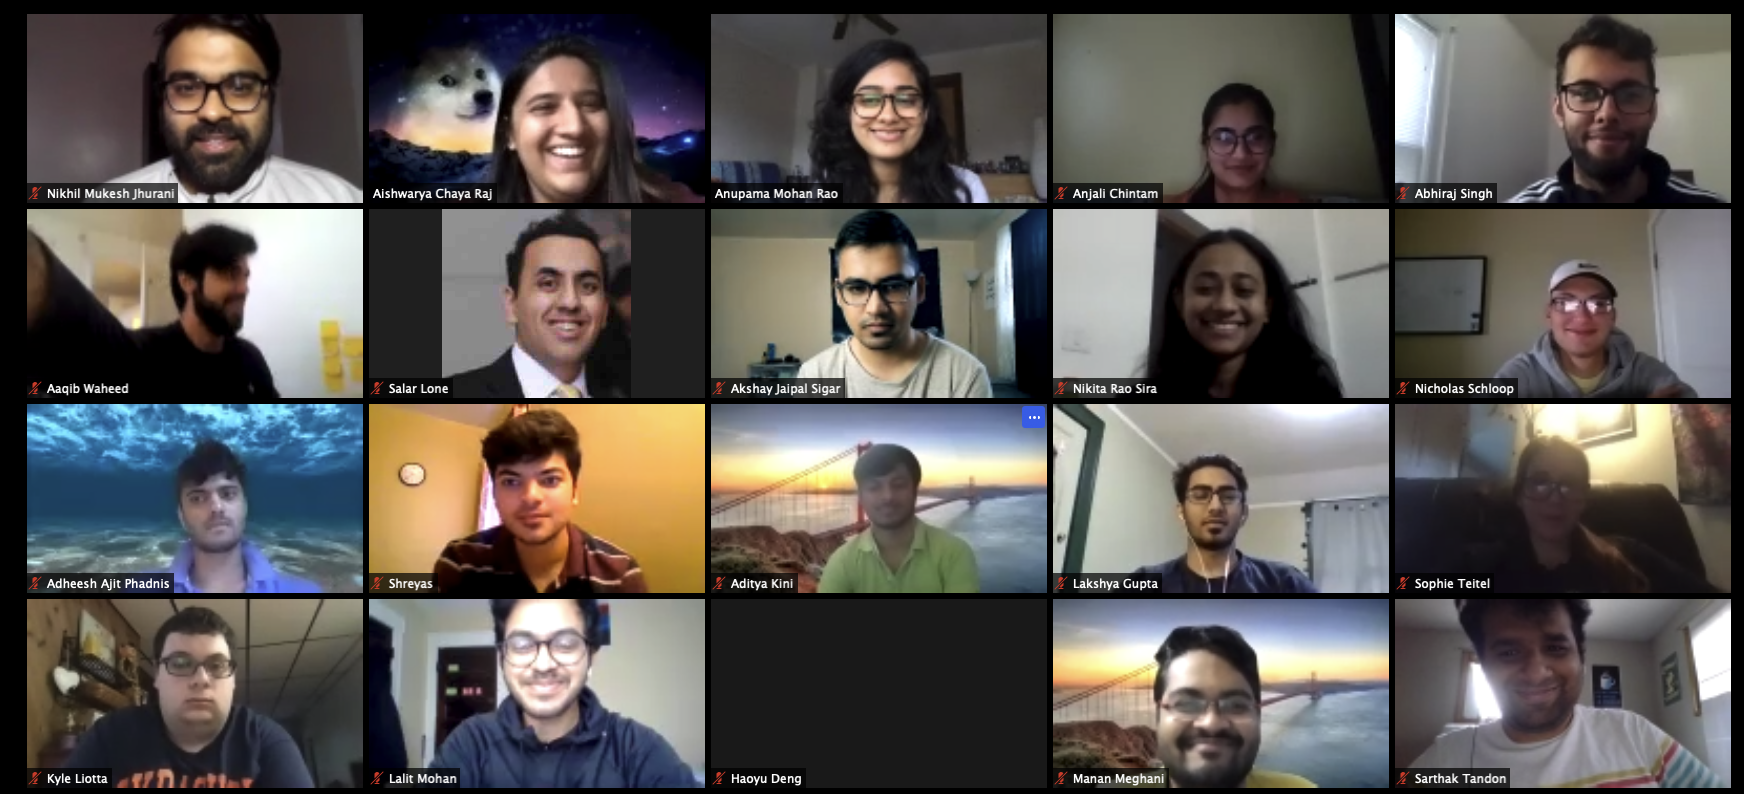 Nikhil Mukesh Jhurani
Aishwarya Chaya Raj
Anupama Mohan Rao
Anjali Chintam
Abhiraj Singh
Aaqib Waheed
Salar Lone
Akshay Jaipal Sigar
Nikita Rao Sira
Nicholas Schloop
Adheesh Ajit Phadnis
Shreyas
Aditya Kini
Lakshya Gupta
Sophie Teitel
Kyle Liotta
Lalit Mohan
Haoyu Deng
Manan Meghani
Sarthak Tandon